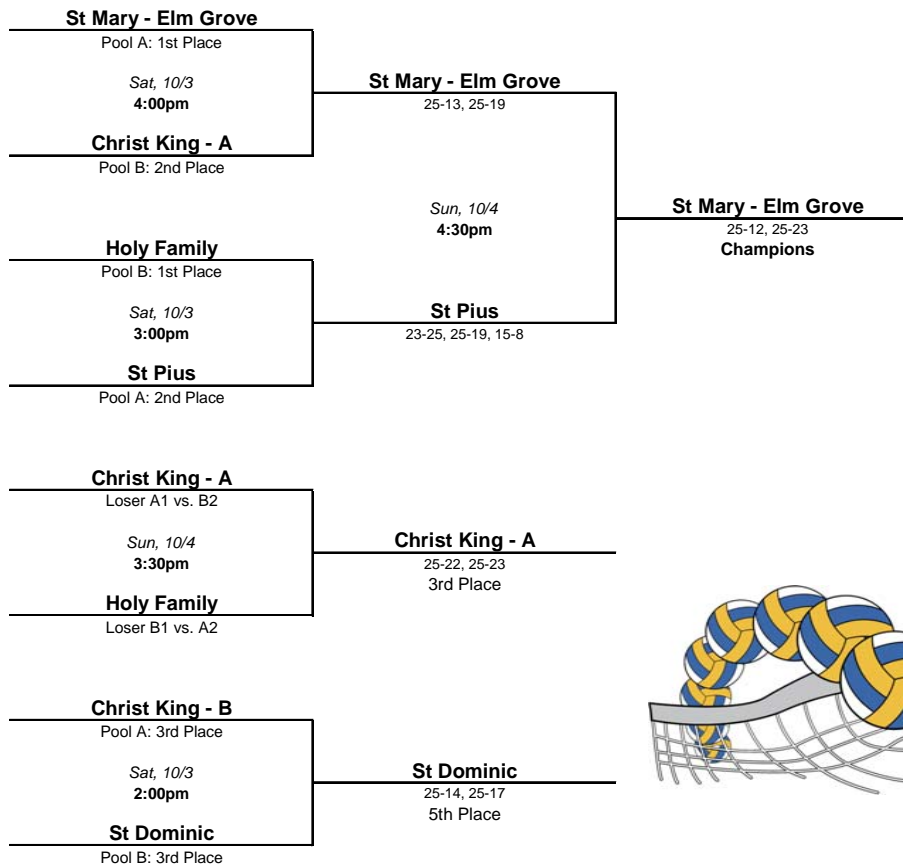 St Mary - Elm Grove
Pool A: 1st Place
Sat, 10/3
4:00pm
Christ King - A
Pool B: 2nd Place
St Mary - Elm Grove
25-13, 25-19
Holy Family
Pool B: 1st Place
Sat, 10/3
3:00pm
St Pius
Pool A: 2nd Place
St Pius
23-25, 25-19, 15-8
Sun, 10/4
4:30pm
St Mary - Elm Grove
25-12, 25-23
Champions
Christ King - A
Loser A1 vs. B2
Sun, 10/4
3:30pm
Holy Family
Loser B1 vs. A2
Christ King - A
25-22, 25-23
3rd Place
Christ King - B
Pool A: 3rd Place
Sat, 10/3
2:00pm
St Dominic
Pool B: 3rd Place
St Dominic
25-14, 25-17
5th Place